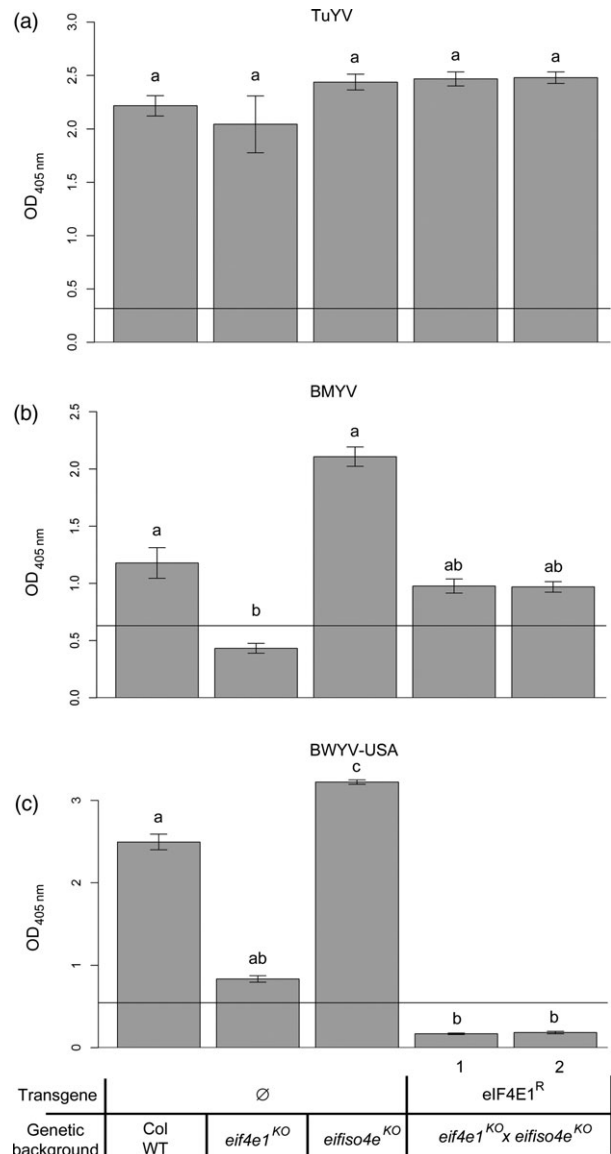 (a)
TuYV
OD405 nm
3.0
2.5
2.0
1.5
1.0
0.5
0.0
a a a a a
(b)
BMYV
OD405 nm
2.5
2.0
1.5
1.0
0.5
0.0
a b a ab ab
(c)
BWYV-USA
OD405 nm
3
2
1
0
a ab c b b
1 2
Transgene ∅ eIF4E1R
Genetic background Col WT eif4e1KO eifiso4eKO eif4e1KO x eifiso4eKO